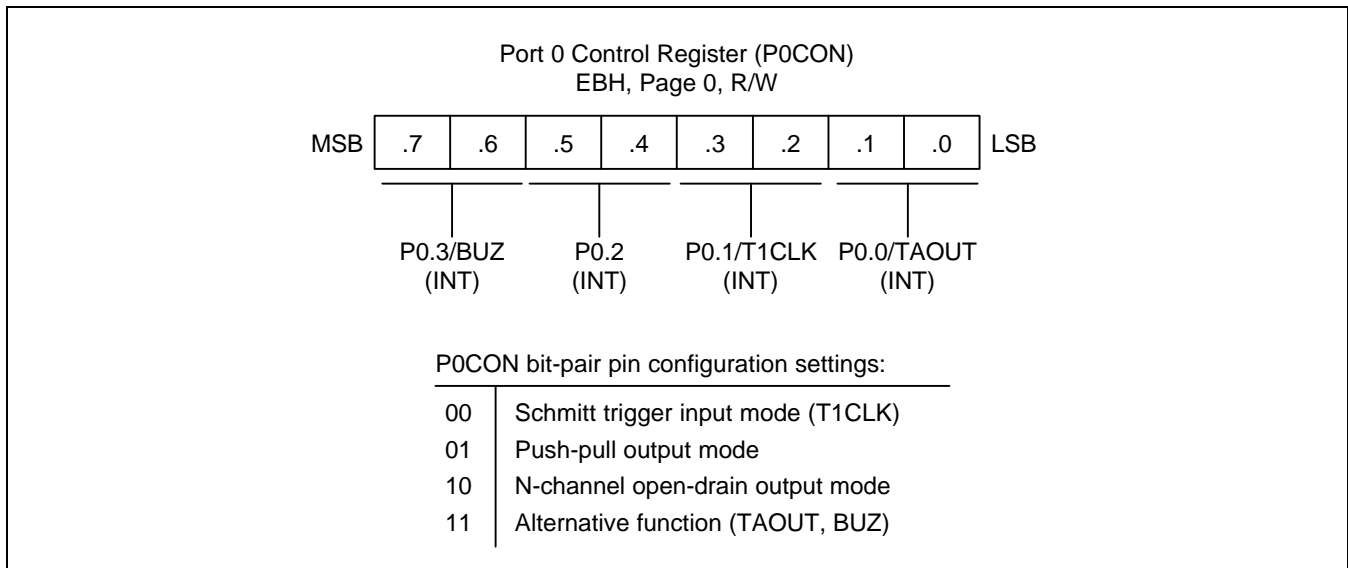 Port 0 Control Register (P0CON)
EBH, Page 0, R/W
MSB .7 .6 .5 .4 .3 .2 .1 .0 LSB
P0.3/BUZ P0.2 P0.1/T1CLK P0.0/TAOUT
(INT) (INT) (INT) (INT)
P0CON bit-pair pin configuration settings:
00 Schmitt trigger input mode (T1CLK)
01 Push-pull output mode
10 N-channel open-drain output mode
11 Alternative function (TAOUT, BUZ)